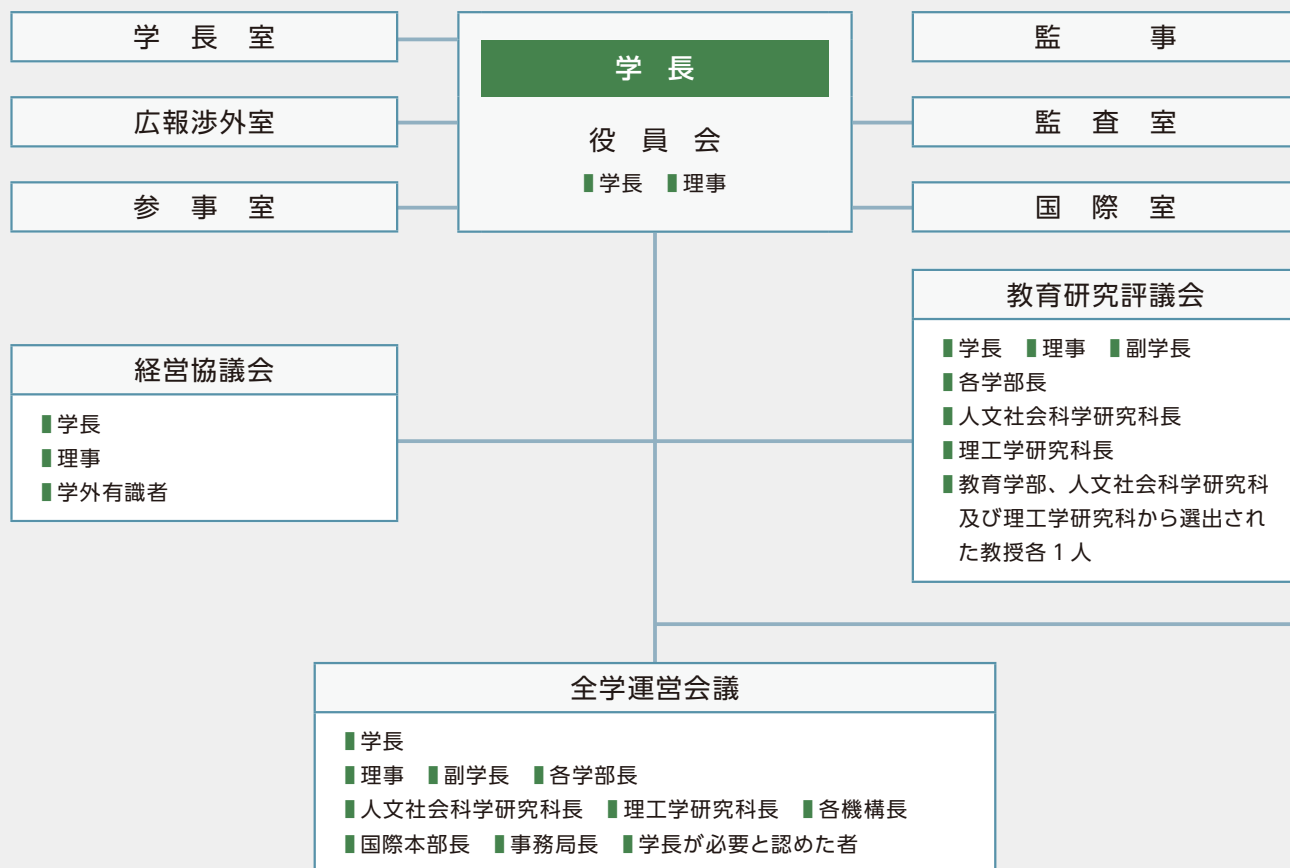 学長室
広報渉外室
参事室
学長
役員会
学長 理事
監事
監査室
国際室
経営協議会
学長
理事
学外有識者
教育研究評議会
学長 理事 副学長
各学部長
人文社会科学研究科長
理工学研究科長
教育学部、人文社会科学研究科
及び理工学研究科から選出され
た教授各1人
全学運営会議
学長
理事 副学長 各学部長
人文社会科学研究科長 理工学研究科長 各機構長
国際本部長 事務局長 学長が必要と認めた者